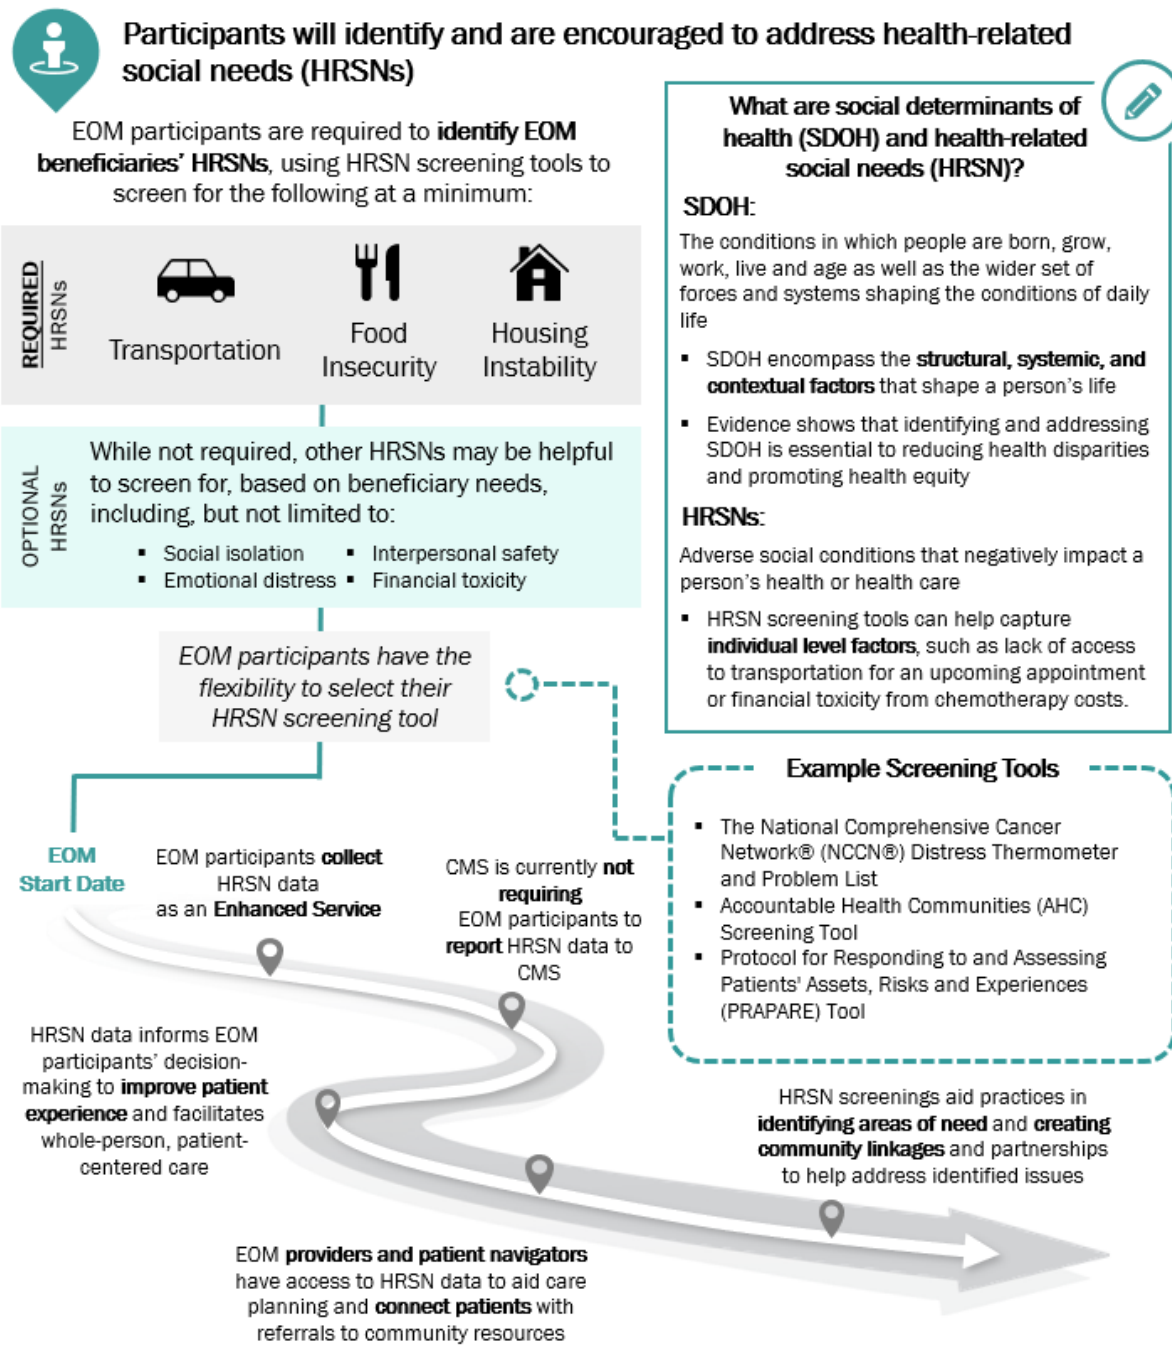 Participants will identify and are encouraged to address health-related
social needs (HRSNs)
EOM participants are required to identify EOM
beneficiaries' HRSNs, using HRSN screening tools to
screen for the following at a minimum:
REQUIRED
HRSNs
Transportation
Food
Insecurity
Housing
Instability
OPTIONAL
HRSNs
While not required, other HRSNs may be helpful
to screen for, based on beneficiary needs,
including, but not limited to:
▪ Social isolation
▪ Emotional distress
▪ Interpersonal safety
▪ Financial toxicity
EOM participants have the
flexibility to select their
HRSN screening tool
What are social determinants of
health (SDOH) and health-related
social needs (HRSN)?
SDOH:
The conditions in which people are born, grow,
work, live and age as well as the wider set of
forces and systems shaping the conditions of daily
life
▪ SDOH encompass the structural, systemic, and
contextual factors that shape a person's life
▪ Evidence shows that identifying and addressing
SDOH is essential to reducing health disparities
and promoting health equity
HRSNs:
Adverse social conditions that negatively impact a
person's health or health care
▪ HRSN screening tools can help capture
individual level factors, such as lack of access
to transportation for an upcoming appointment
or financial toxicity from chemotherapy costs.
Example Screening Tools
▪ The National Comprehensive Cancer
Network® (NCCN®) Distress Thermometer
and Problem List
▪ Accountable Health Communities (AHC)
Screening Tool
▪ Protocol for Responding to and Assessing
Patients' Assets, Risks and Experiences
(PRAPARE) Tool
EOM
Start Date
EOM participants collect
HRSN data
as an Enhanced Service
CMS is currently not
requiring
EOM participants to
report HRSN data to
CMS
HRSN data informs EOM
participants' decision-
making to improve patient
experience and facilitates
whole-person, patient-
centered care
EOM providers and patient navigators
have access to HRSN data to aid care
planning and connect patients with
referrals to community resources
HRSN screenings aid practices in
identifying areas of need and creating
community linkages and partnerships
to help address identified issues